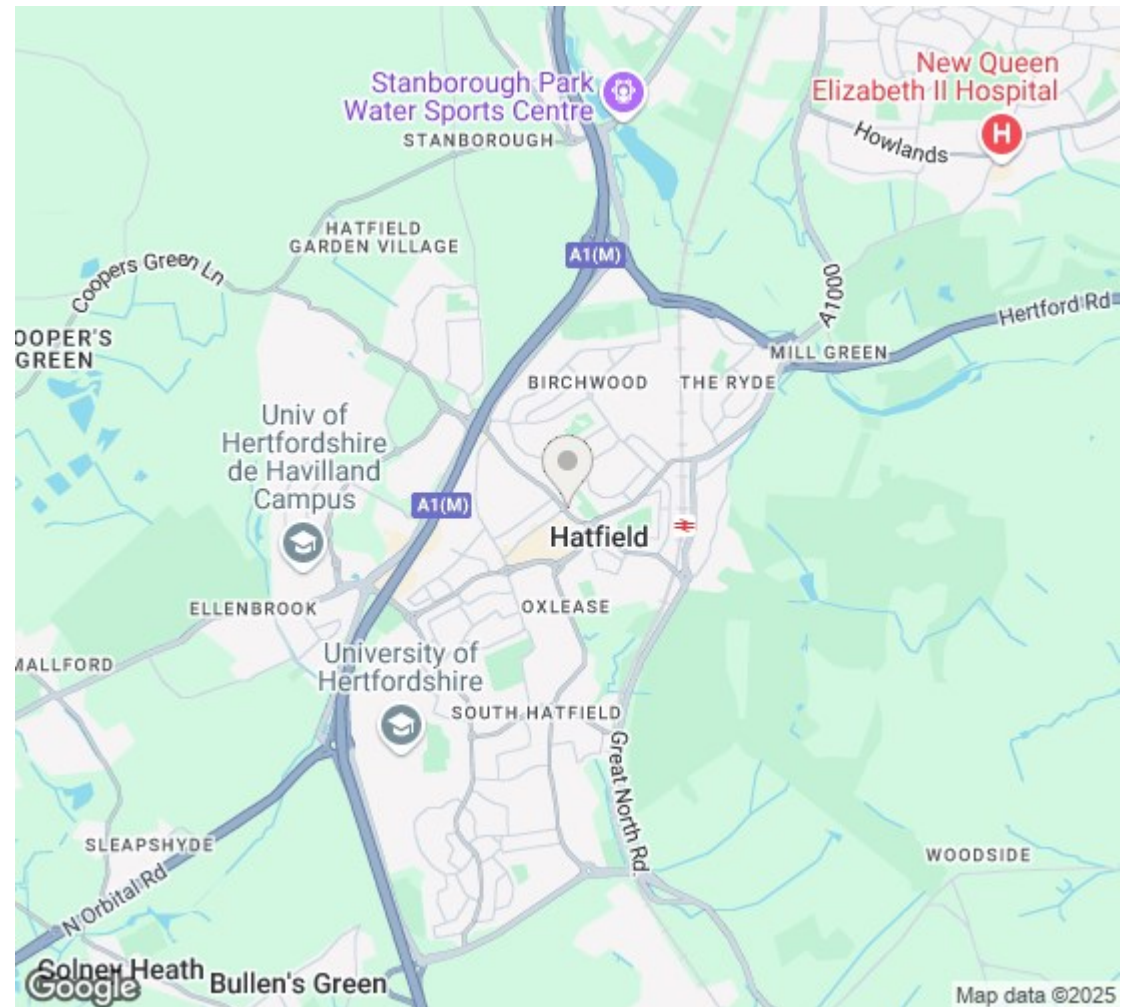 Stanborough Park
Water Sports Centre
New Queen
Elizabeth II Hospital
H
STANBOROUGH
Howlands
HATFIELD
GARDEN VILLAGE
A1(M)
Coopers Green Ln
A1000
Hertford Rd
OOPER'S
GREEN
MILL GREEN
BIRCHWOOD
THE RYDE
Univ of
Hertfordshire
de Havilland
Campus
A1(M)
Hatfield
ELLENBROOK
OXLEASE
MALLFORD
University of
Hertfordshire
SOUTH HATFIELD
Great North Rd
SLEAPSHYDE
WOODSIDE
N Orbital Rd
Colney Heath
Bullen's Green
Google
Map data ©2025